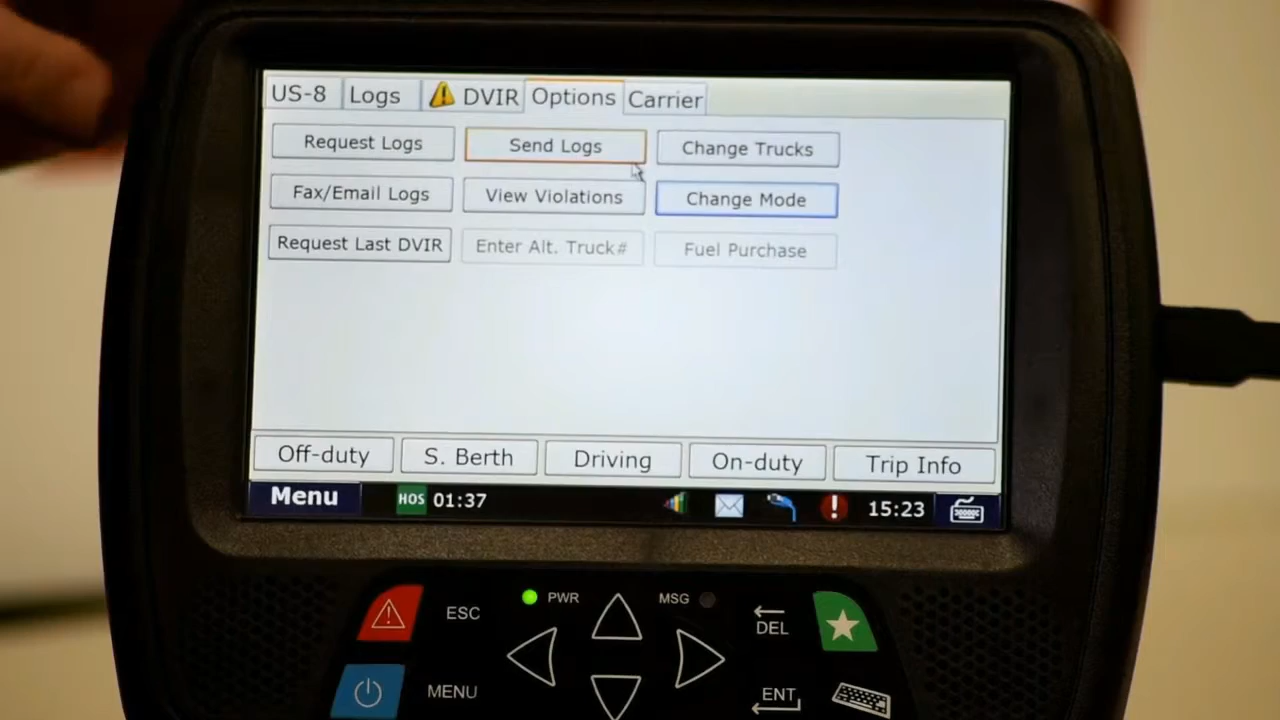 US-8 Logs DVIR Options Carrier
Request Logs Send Logs Change Trucks
Fax/Email Logs View Violations Change Mode
Request Last DVIR Enter Alt. Truck# Fuel Purchase
Off-duty S. Berth Driving On-duty Trip Info
Menu HOS 01:37 15:23
PWR MSG
ESC DEL
MENU ENT